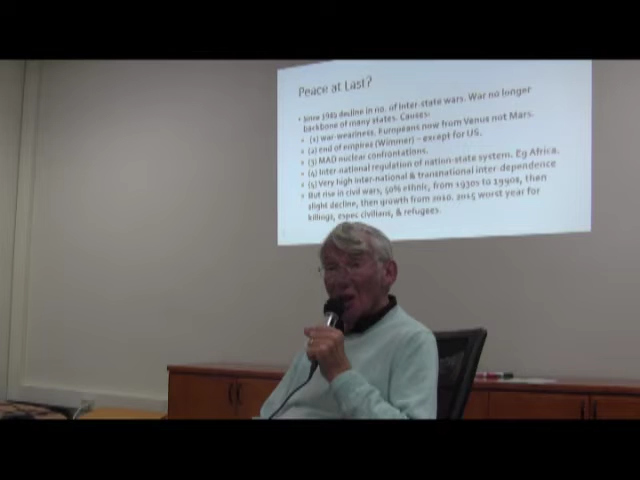 Peace at Last?
• Since 1945 decline in no. of inter-state wars. War no longer
backbone of many states. Causes-
• (1) war-weariness. Europeans now from Venus not Mars.
• (2) end of empires (Wimmer) – except for US.
• (3) MAD nuclear confrontations.
• (4) Inter-national regulation of nation-state system. Eg Africa.
• (5) Very high inter-national & transnational inter-dependence
• But rise in civil wars, 50% ethnic, from 1930s to 1990s, then
slight decline, then growth from 2010. 2015 worst year for
killings, espec civilians, & refugees.